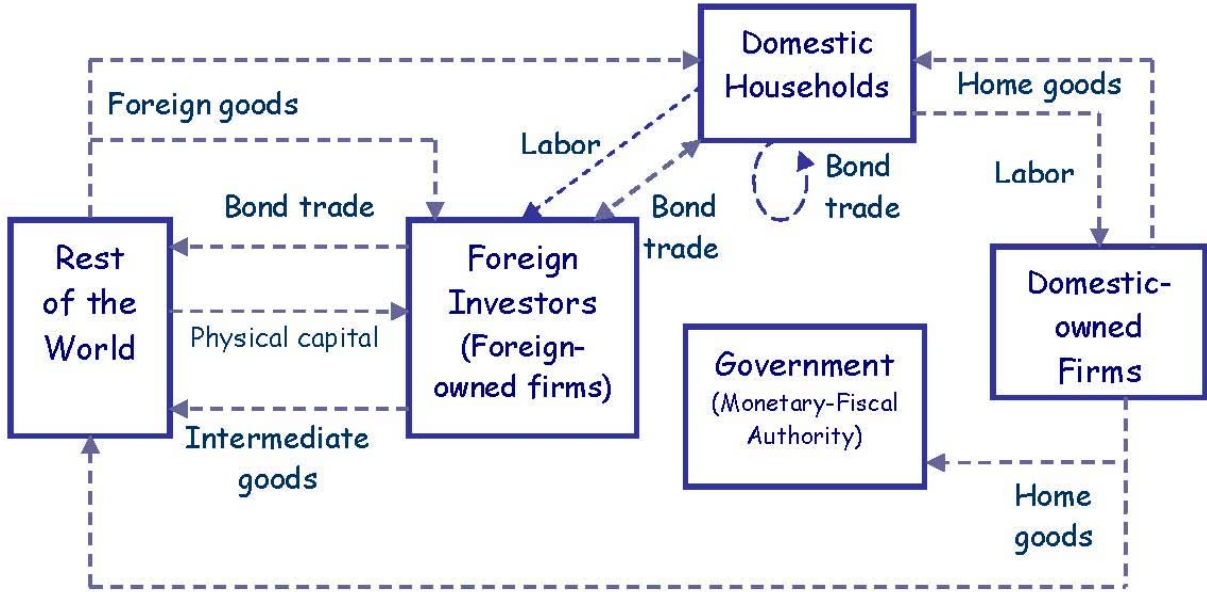 Domestic
Households
Home goods
Foreign goods
Labor
Bond
trade
Labor
Bond trade
Bond
trade
Rest
of the
World
Foreign
Investors
(Foreign-
owned firms)
Physical capital
Domestic-
owned
Firms
Government
(Monetary-Fiscal
Authority)
Intermediate
goods
Home
goods